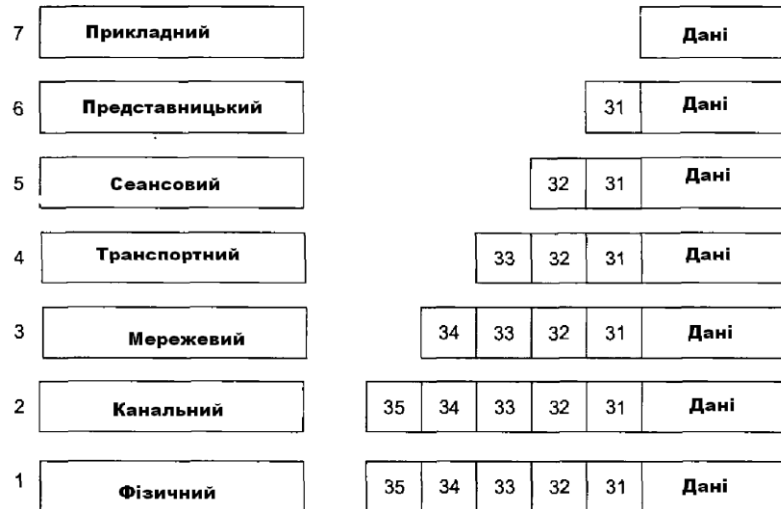 7 Прикладний Дані
6 Представницький 31 Дані
5 Сеансовий 32 31 Дані
4 Транспортний 33 32 31 Дані
3 Мережевий 34 33 32 31 Дані
2 Канальний 35 34 33 32 31 Дані
1 Фізичний 35 34 33 32 31 Дані